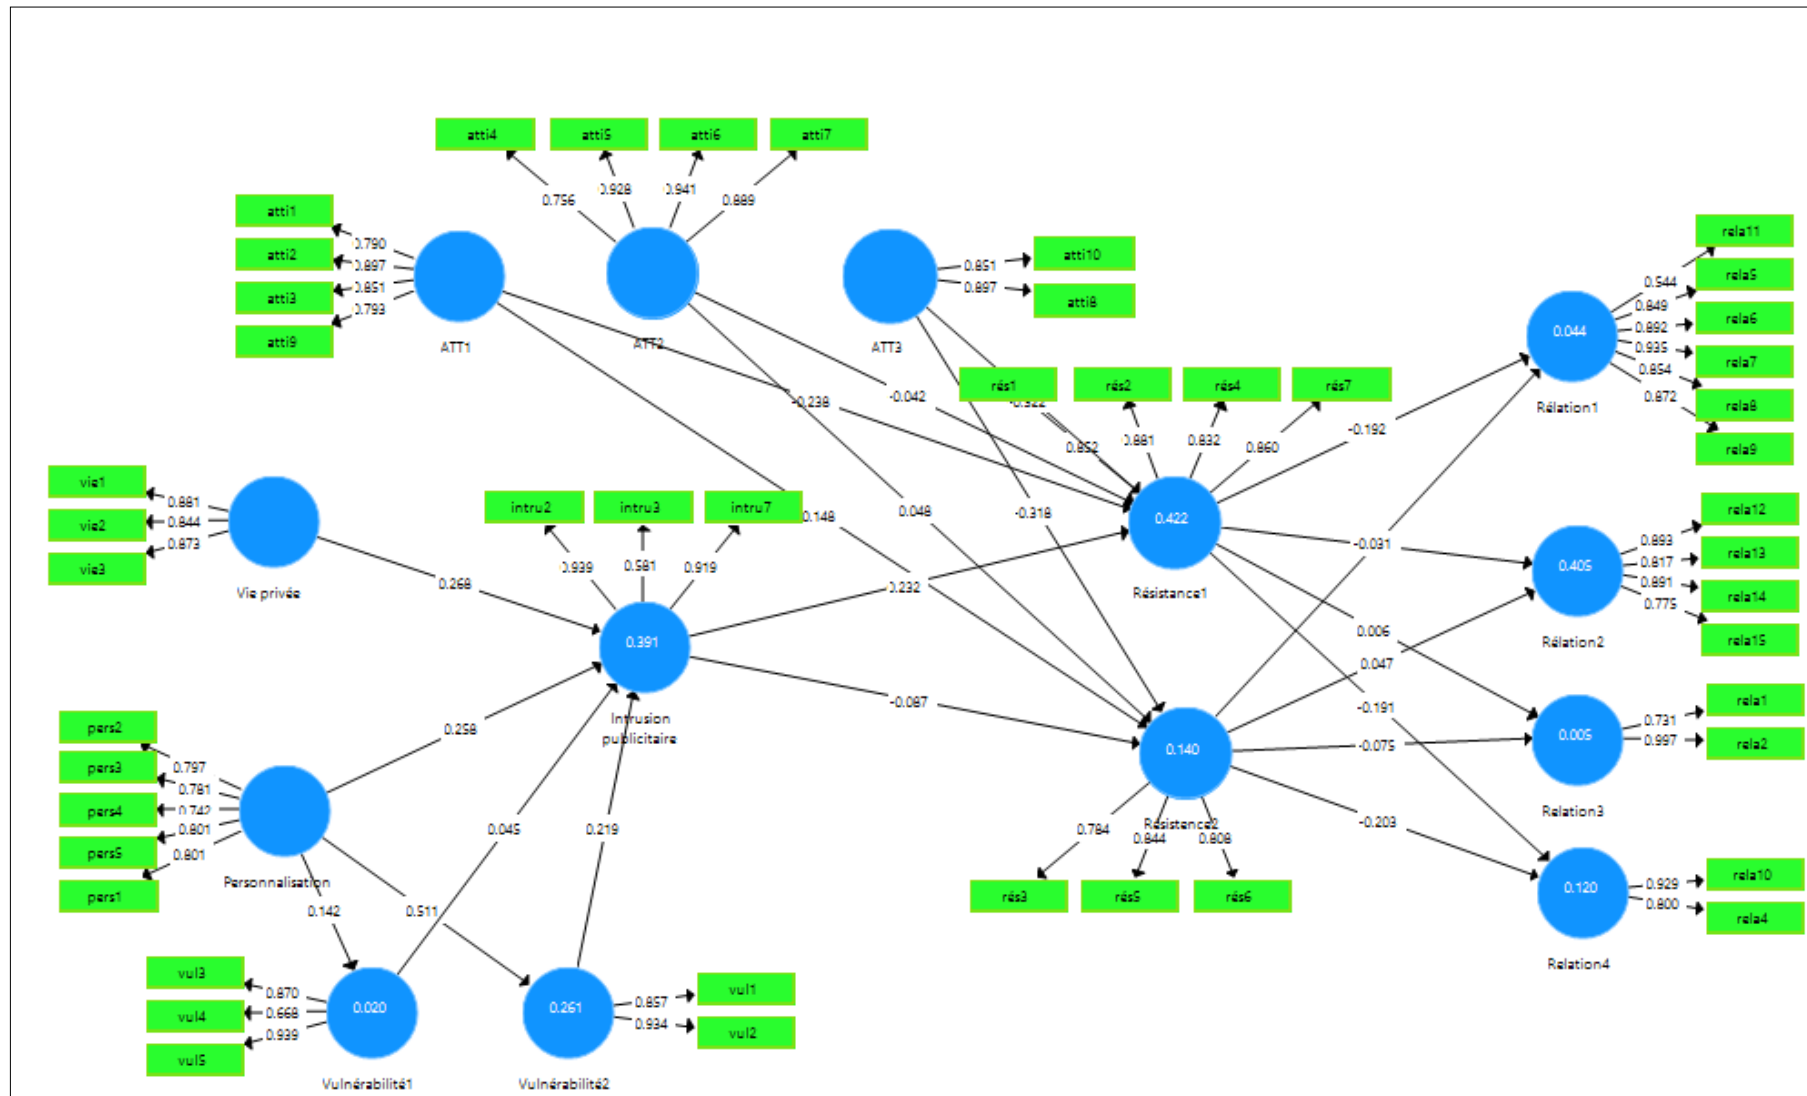 atti4
atti5
atti6
atti7
0.756
0.928
0.941
0.889
atti1
atti2
atti3
atti9
0.790
0.897
0.851
0.793
ATT1
ATT2
ATT3
0.851
0.897
atti10
atti8
rela11
rela5
rela6
rela7
rela8
rela9
0.544
0.849
0.892
0.935
0.854
0.872
0.044
Rélation1
rés1
rés2
rés4
rés7
-0.238
-0.042
-0.322
0.852
0.881
0.832
0.860
-0.192
vie1
vie2
vie3
0.881
0.844
0.873
Vie privée
intru2
intru3
intru7
0.939
0.581
0.919
0.148
0.048
-0.318
0.422
Résistance1
-0.031
0.405
Rélation2
0.893
0.817
0.891
0.775
rela12
rela13
rela14
rela15
0.268
0.232
0.391
Intrusion
publicitaire
0.006
0.047
-0.191
-0.087
0.258
pers2
pers3
pers4
pers5
pers1
0.797
0.781
0.742
0.801
0.801
Personnalisation
0.140
Résistence2
-0.075
-0.203
0.005
Relation3
0.731
0.997
rela1
rela2
0.045
0.219
0.784
0.844
0.808
rés3
rés5
rés6
0.120
Relation4
0.929
0.800
rela10
rela4
0.142
0.511
vul3
vul4
vul5
0.870
0.668
0.939
0.020
Vulnérabilité1
0.261
Vulnérabilité2
0.857
0.934
vul1
vul2